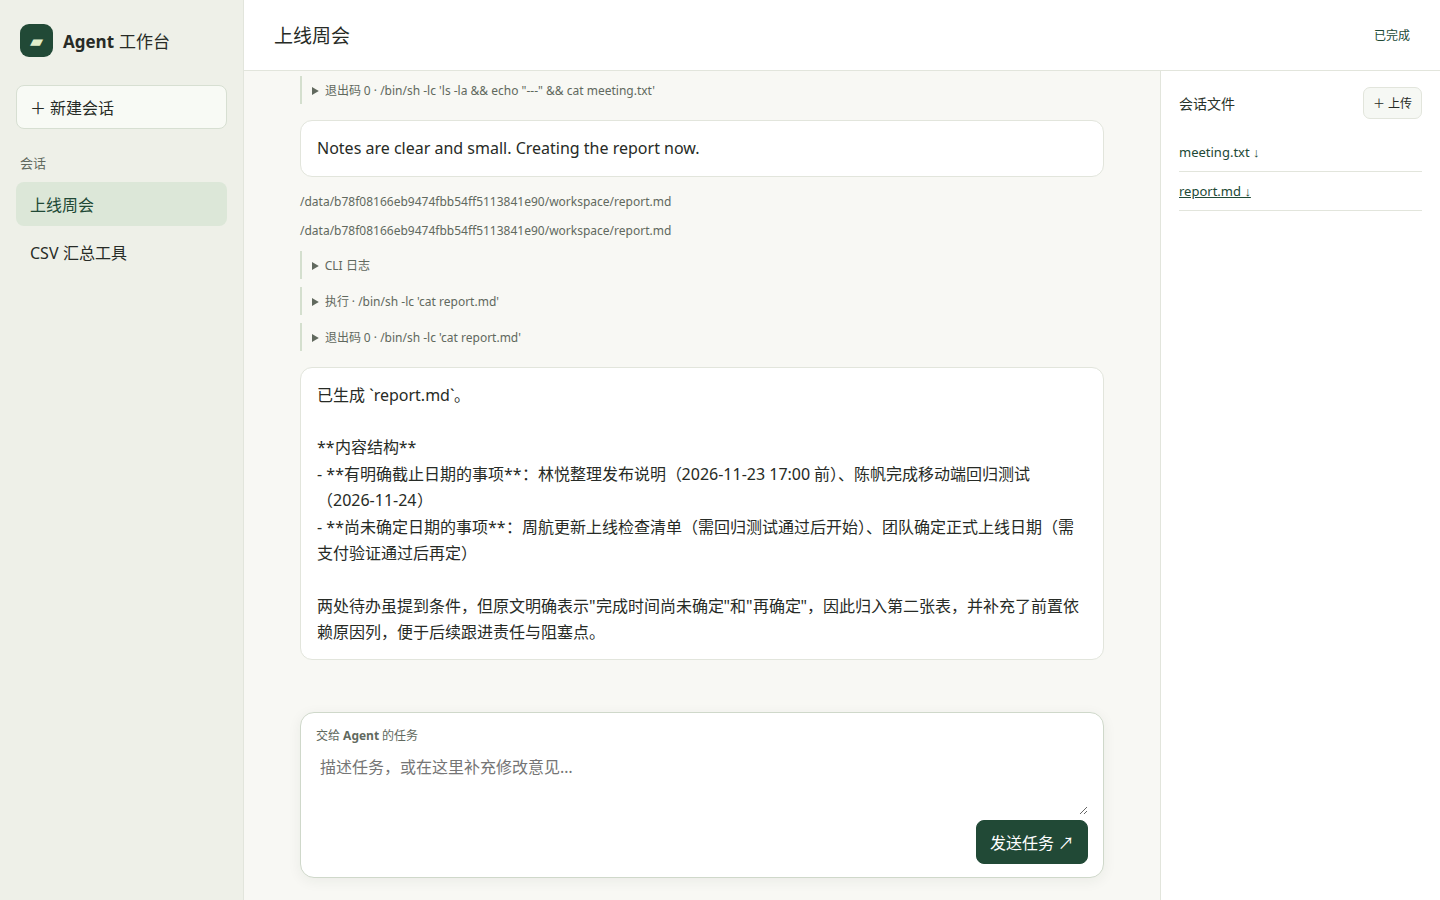 Agent 工作台
＋ 新建会话
会话
上线周会
CSV 汇总工具
上线周会
已完成
▶ 退出码 0 · /bin/sh -lc 'ls -la && echo "---" && cat meeting.txt'
Notes are clear and small. Creating the report now.
/data/b78f08166eb9474fbb54ff5113841e90/workspace/report.md
/data/b78f08166eb9474fbb54ff5113841e90/workspace/report.md
▶ CLI 日志
▶ 执行 · /bin/sh -lc 'cat report.md'
▶ 退出码 0 · /bin/sh -lc 'cat report.md'
已生成 `report.md`。
**内容结构**
- **有明确截止日期的事项**：林悦整理发布说明（2026-11-23 17:00 前）、陈帆完成移动端回归测试
（2026-11-24）
- **尚未确定日期的事项**：周航更新上线检查清单（需回归测试通过后开始）、团队确定正式上线日期（需
支付验证通过后再定）
两处待办虽提到条件，但原文明确表示"完成时间尚未确定"和"再确定"，因此归入第二张表，并补充了前置依
赖原因列，便于后续跟进责任与阻塞点。
交给 Agent 的任务
描述任务，或在这里补充修改意见...
发送任务 ↗
会话文件
＋ 上传
meeting.txt ↓
report.md ↓